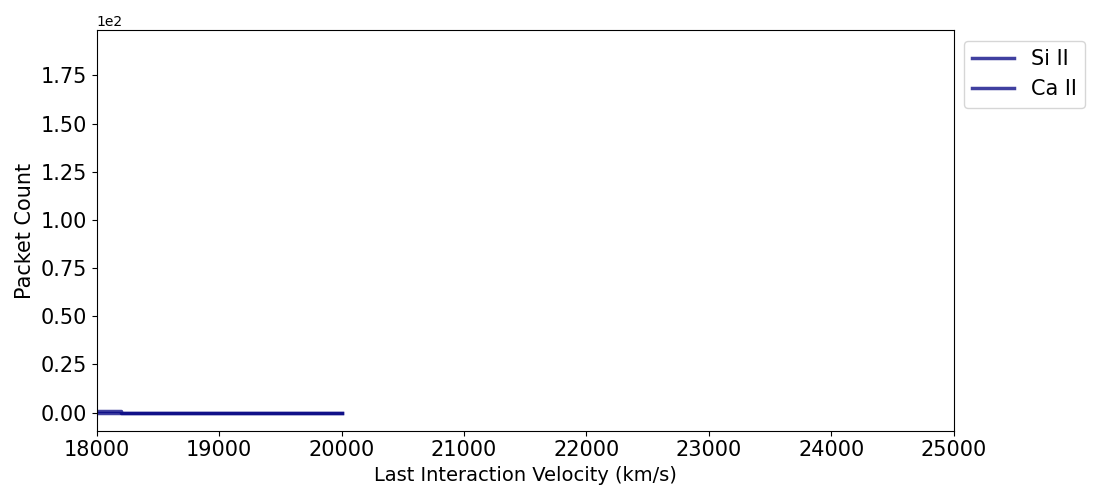 1e2
1.75
1.50
1.25
1.00
0.75
0.50
0.25
0.00
Packet Count
18000 19000 20000 21000 22000 23000 24000 25000
Last Interaction Velocity (km/s)
Si II
Ca II